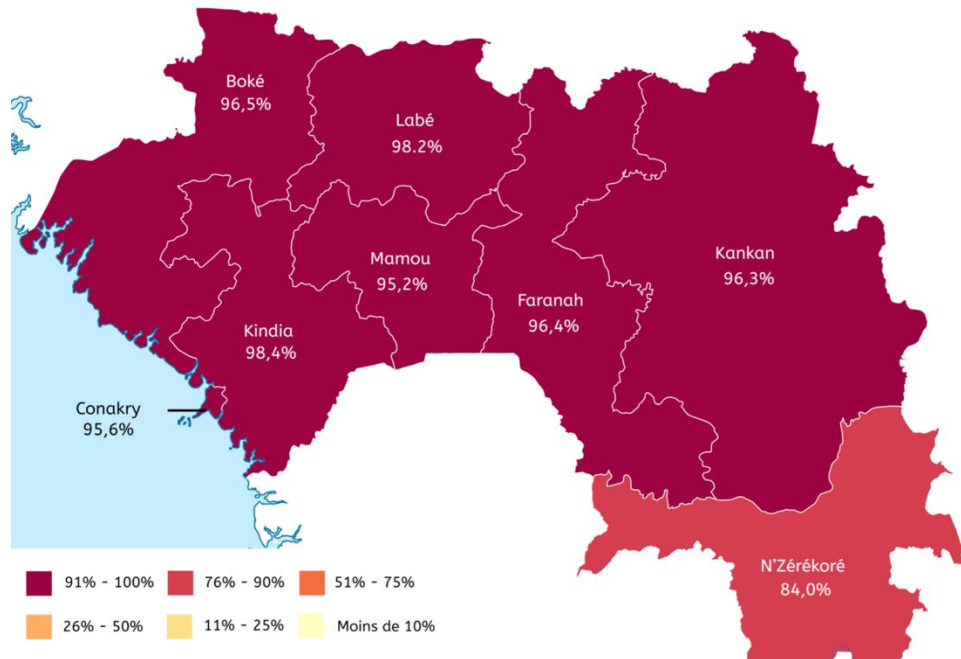 Boké
96,5%
Labé
98.2%
Mamou
95,2%
Kankan
96,3%
Faranah
96,4%
Kindia
98,4%
Conakry
95,6%
N'Zérékoré
84,0%
91% - 100%
76% - 90%
51% - 75%
26% - 50%
11% - 25%
Moins de 10%